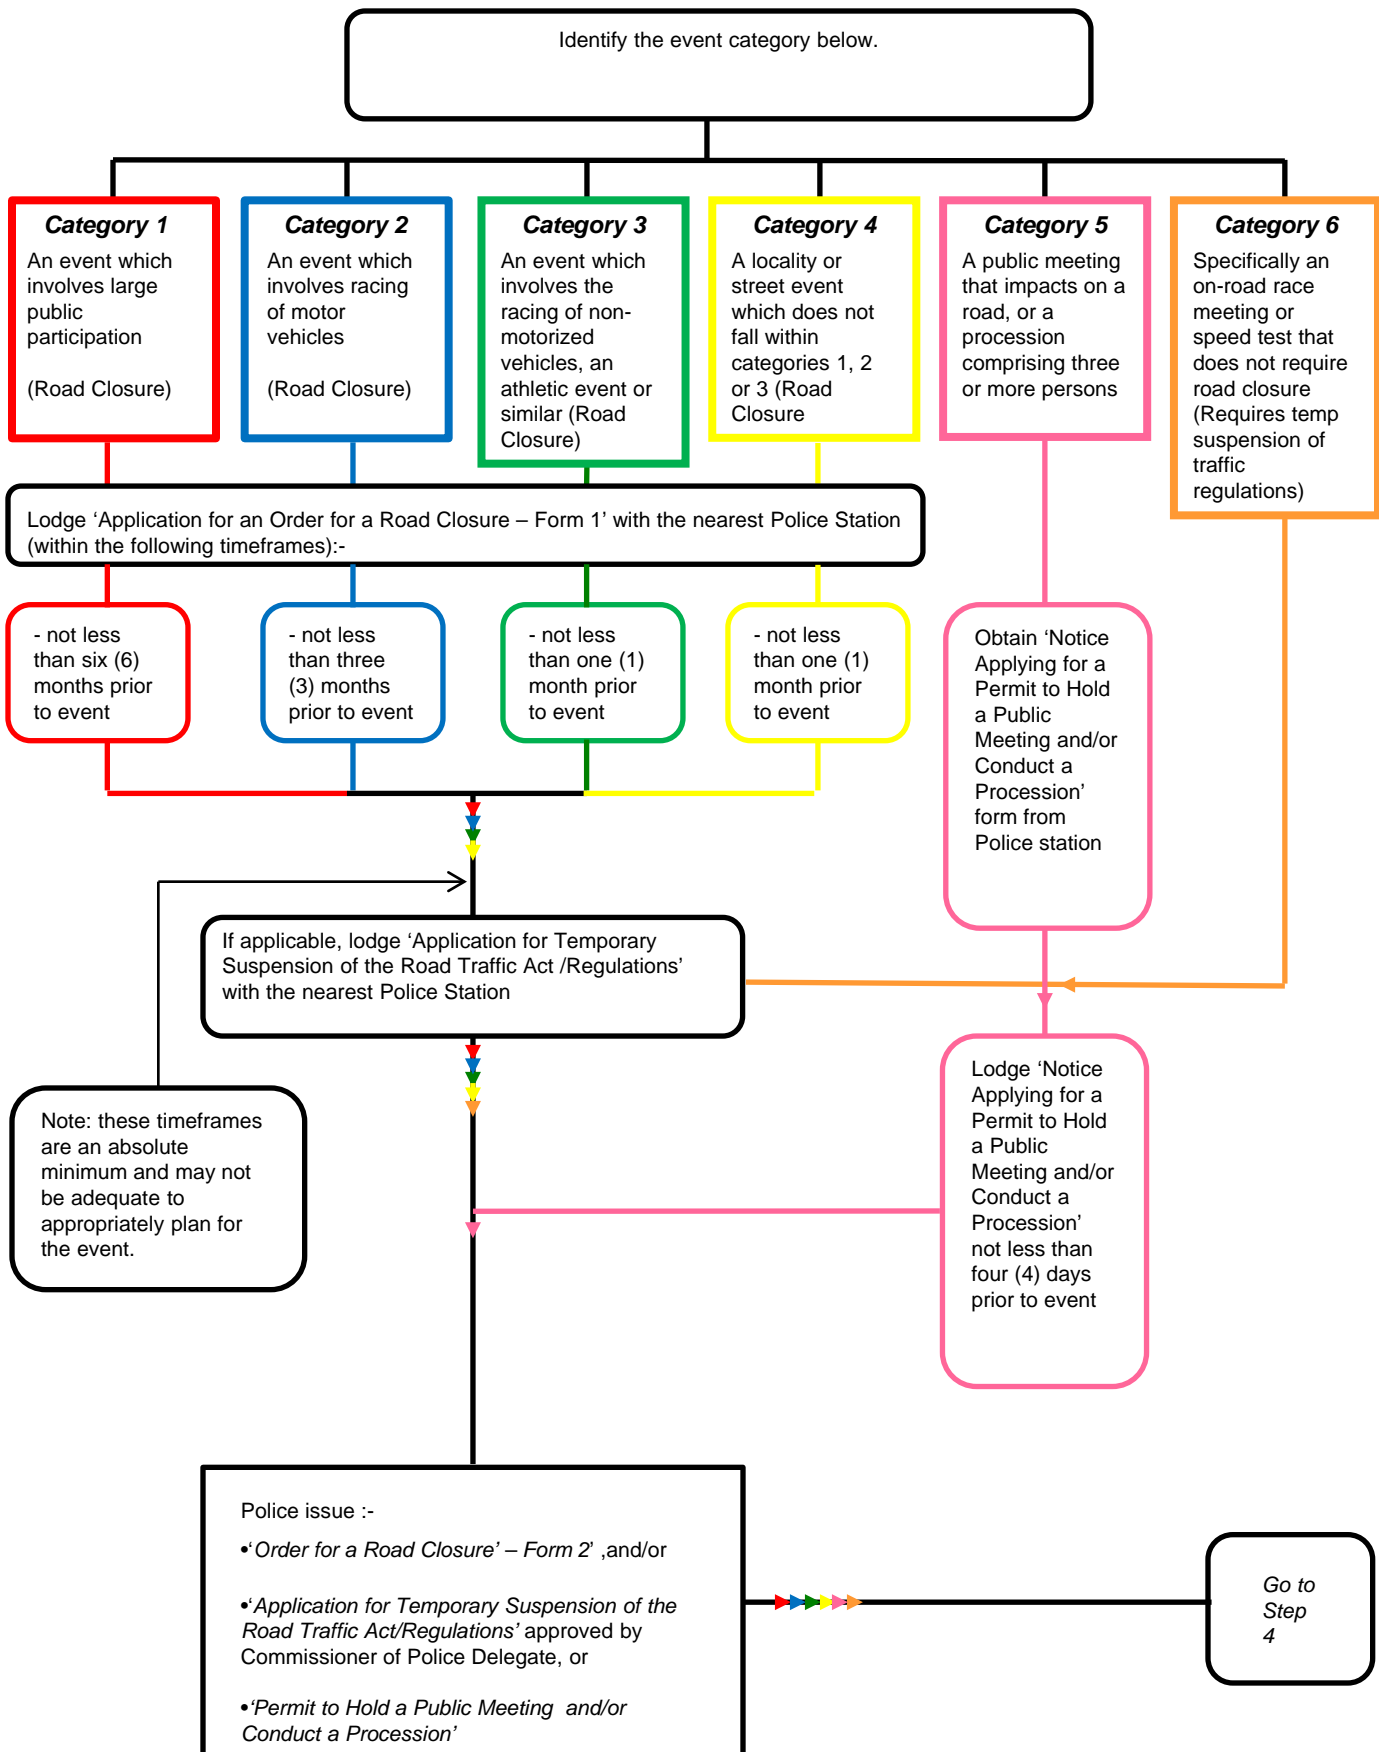 Identify the event category below.
Category 1
An event which
involves large
public
participation
(Road Closure)
Category 2
An event which
involves racing
of motor
vehicles
(Road Closure)
Category 3
An event which
involves the
racing of non-
motorized
vehicles, an
athletic event or
similar (Road
Closure)
Category 4
A locality or
street event
which does not
fall within
categories 1, 2
or 3 (Road
Closure
Category 5
A public meeting
that impacts on a
road, or a
procession
comprising three
or more persons
Category 6
Specifically an
on-road race
meeting or
speed test that
does not require
road closure
(Requires temp
suspension of
traffic
regulations)
Lodge ‘Application for an Order for a Road Closure – Form 1’ with the nearest Police Station
(within the following timeframes):-
- not less
than six (6)
months prior
to event
- not less
than three
(3) months
prior to event
- not less
than one (1)
month prior
to event
- not less
than one (1)
month prior
to event
Obtain ‘Notice
Applying for a
Permit to Hold
a Public
Meeting and/or
Conduct a
Procession’
form from
Police station
If applicable, lodge ‘Application for Temporary
Suspension of the Road Traffic Act /Regulations’
with the nearest Police Station
Note: these timeframes
are an absolute
minimum and may not
be adequate to
appropriately plan for
the event.
Lodge ‘Notice
Applying for a
Permit to Hold
a Public
Meeting and/or
Conduct a
Procession’
not less than
four (4) days
prior to event
Police issue :-
•‘Order for a Road Closure’ – Form 2’ ,and/or
•‘Application for Temporary Suspension of the
Road Traffic Act/Regulations’ approved by
Commissioner of Police Delegate, or
•‘Permit to Hold a Public Meeting and/or
Conduct a Procession’
Go to
Step
4